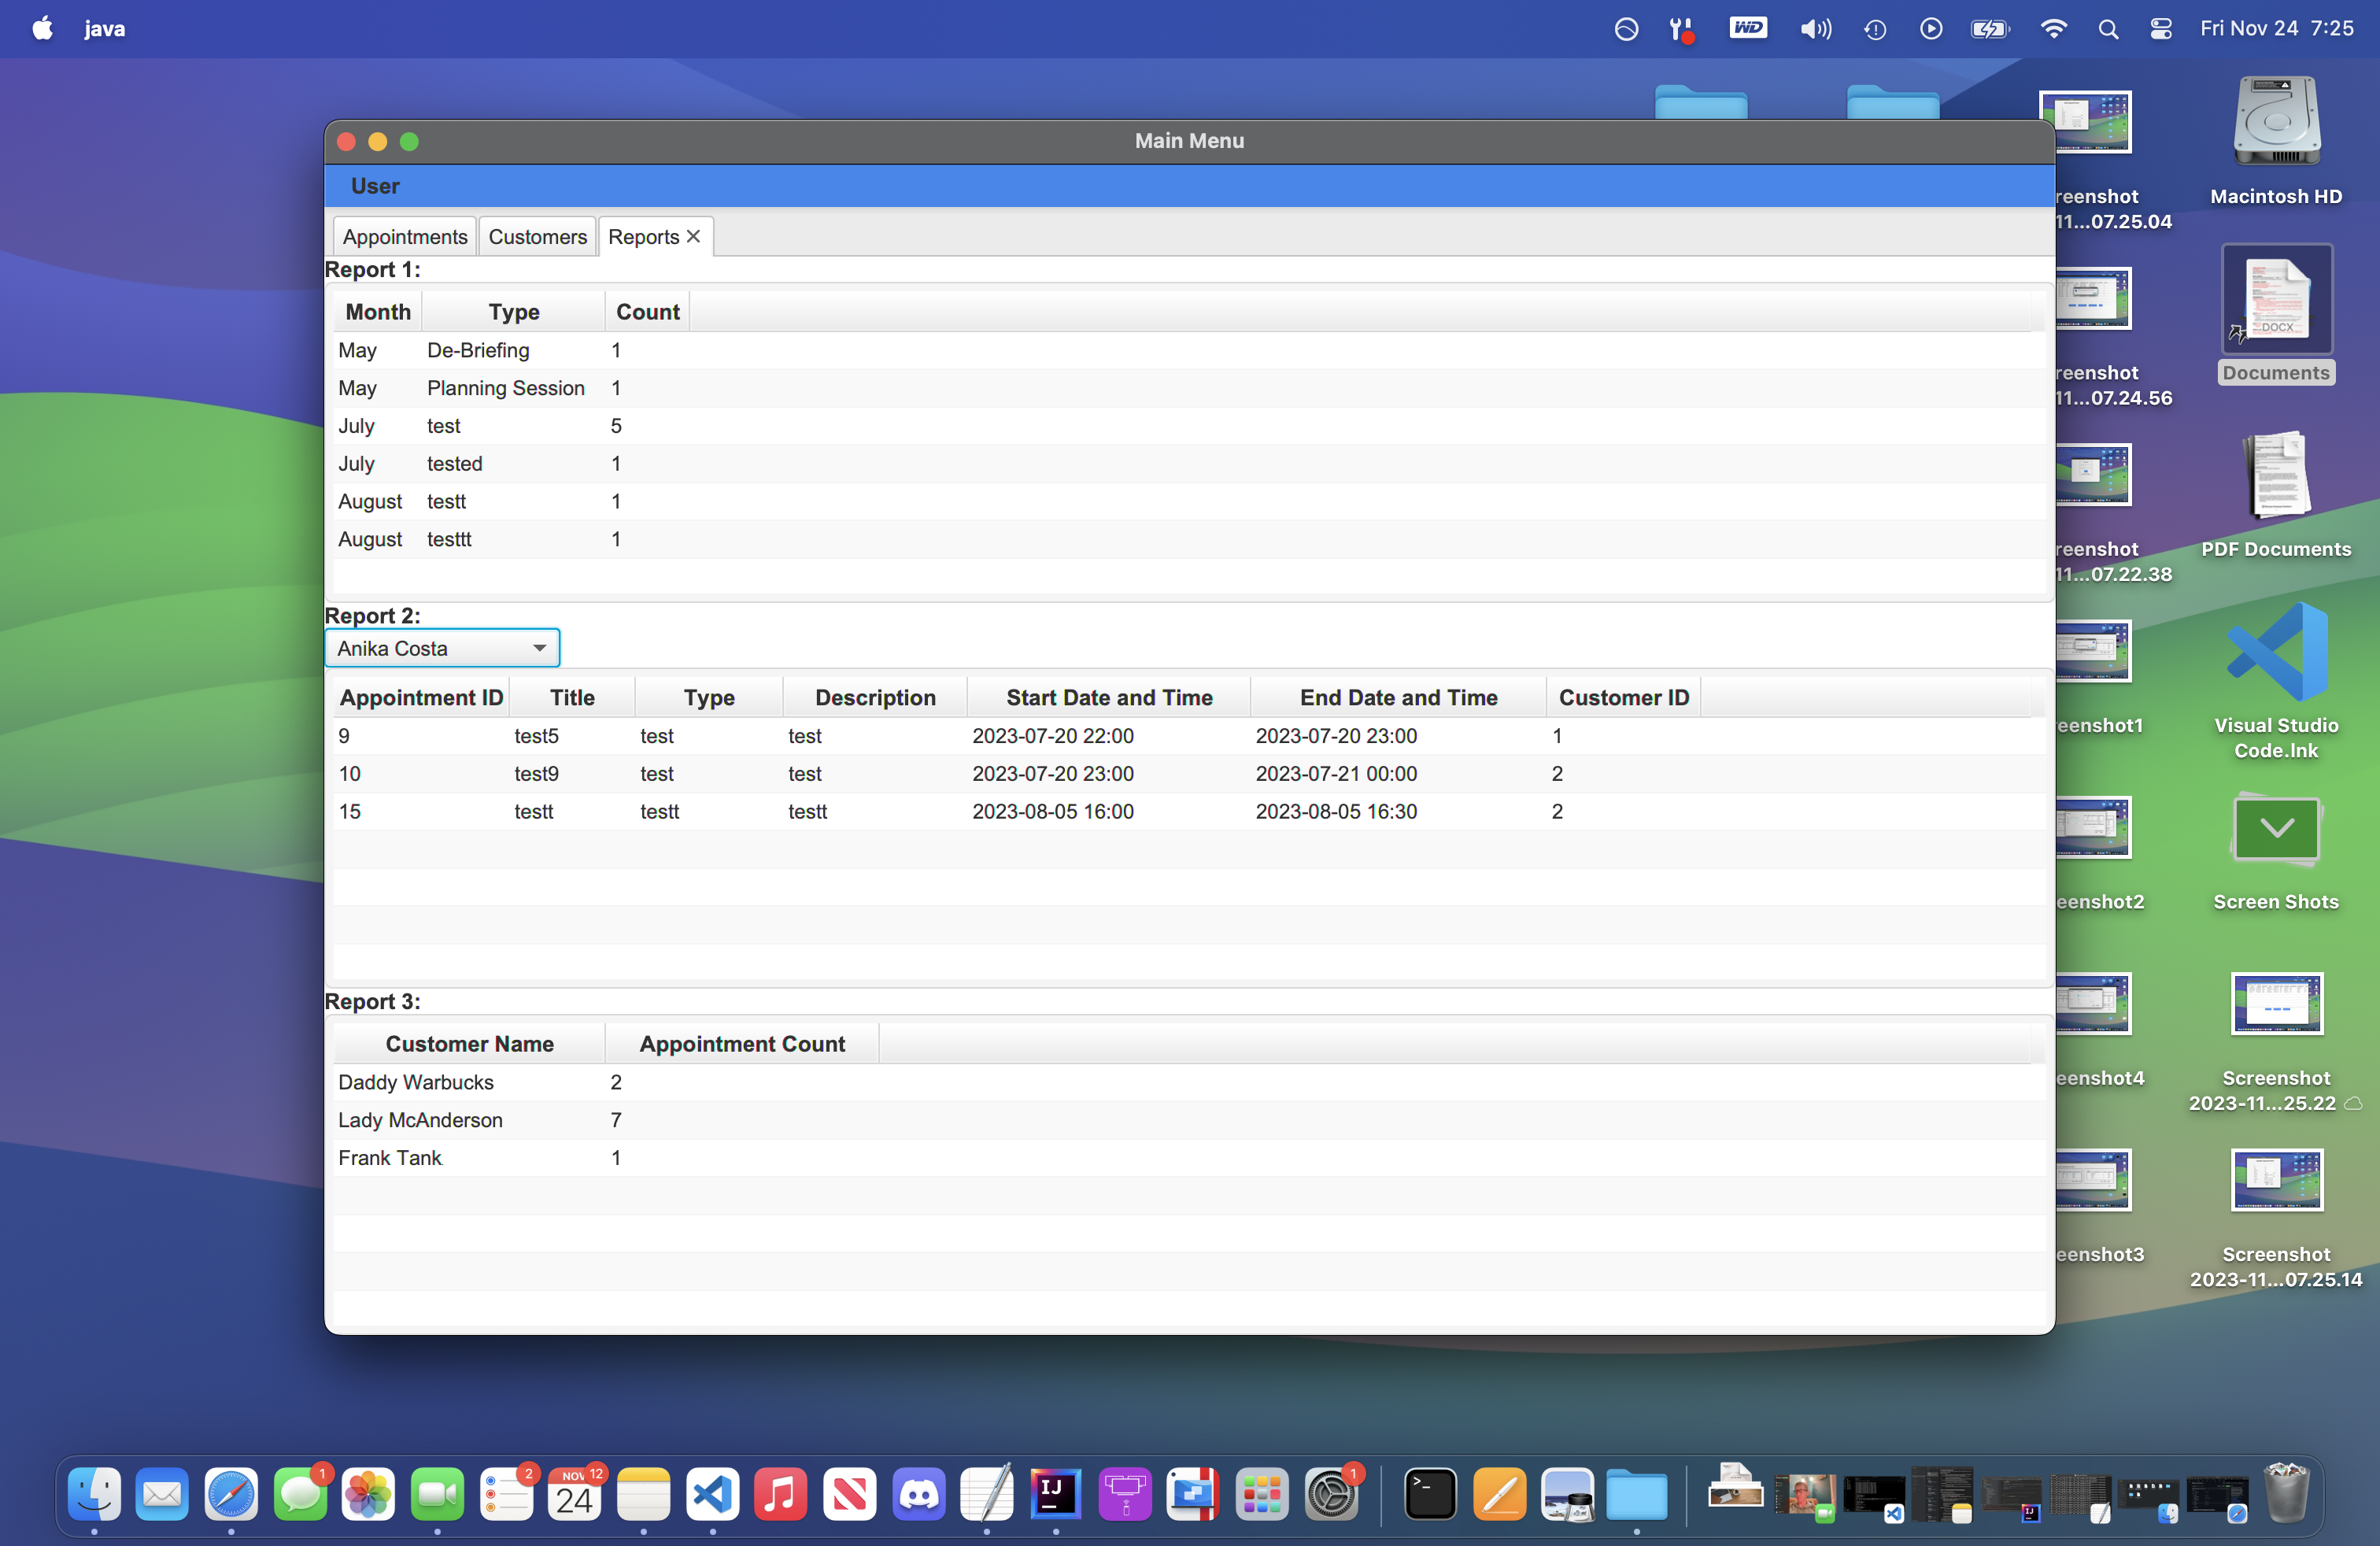 java
WD
Fri Nov 24 7:25
Main Menu
User
Appointments Customers Reports
Report 1:
Month Type Count
May De-Briefing 1
May Planning Session 1
July test 5
July tested 1
August testt 1
August testtt 1
Report 2:
Anika Costa
Appointment ID Title Type Description Start Date and Time End Date and Time Customer ID
9 test5 test test 2023-07-20 22:00 2023-07-20 23:00 1
10 test9 test test 2023-07-20 23:00 2023-07-21 00:00 2
15 testt testt testt 2023-08-05 16:00 2023-08-05 16:30 2
Report 3:
Customer Name Appointment Count
Daddy Warbucks 2
Lady McAnderson 7
Frank Tank 1
reenshot
11...07.25.04
reenshot
11...07.24.56
reenshot
11...07.22.38
eenshot1
eenshot2
eenshot4
eenshot3
Macintosh HD
DOCX
Documents
PDF Documents
Visual Studio
Code.lnk
Screen Shots
Screenshot
2023-11...25.22
Screenshot
2023-11...07.25.14
1
2
NOV
12
24
IJ
1
>_